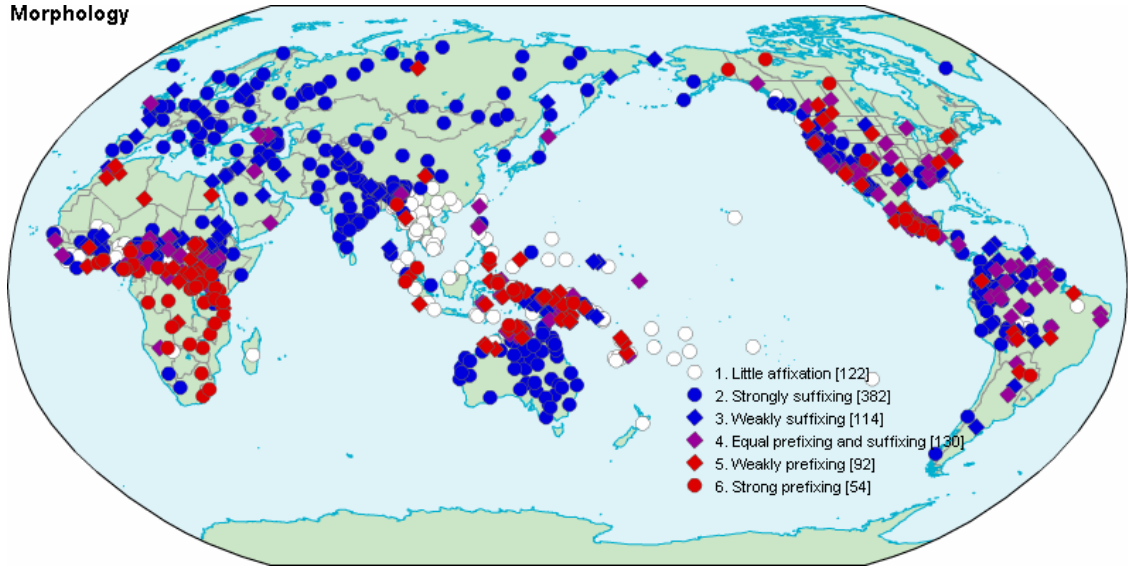 Morphology
1. Little affixation [122]
2. Strongly suffixing [382]
3. Weakly suffixing [114]
4. Equal prefixing and suffixing [130]
5. Weakly prefixing [92]
6. Strong prefixing [54]